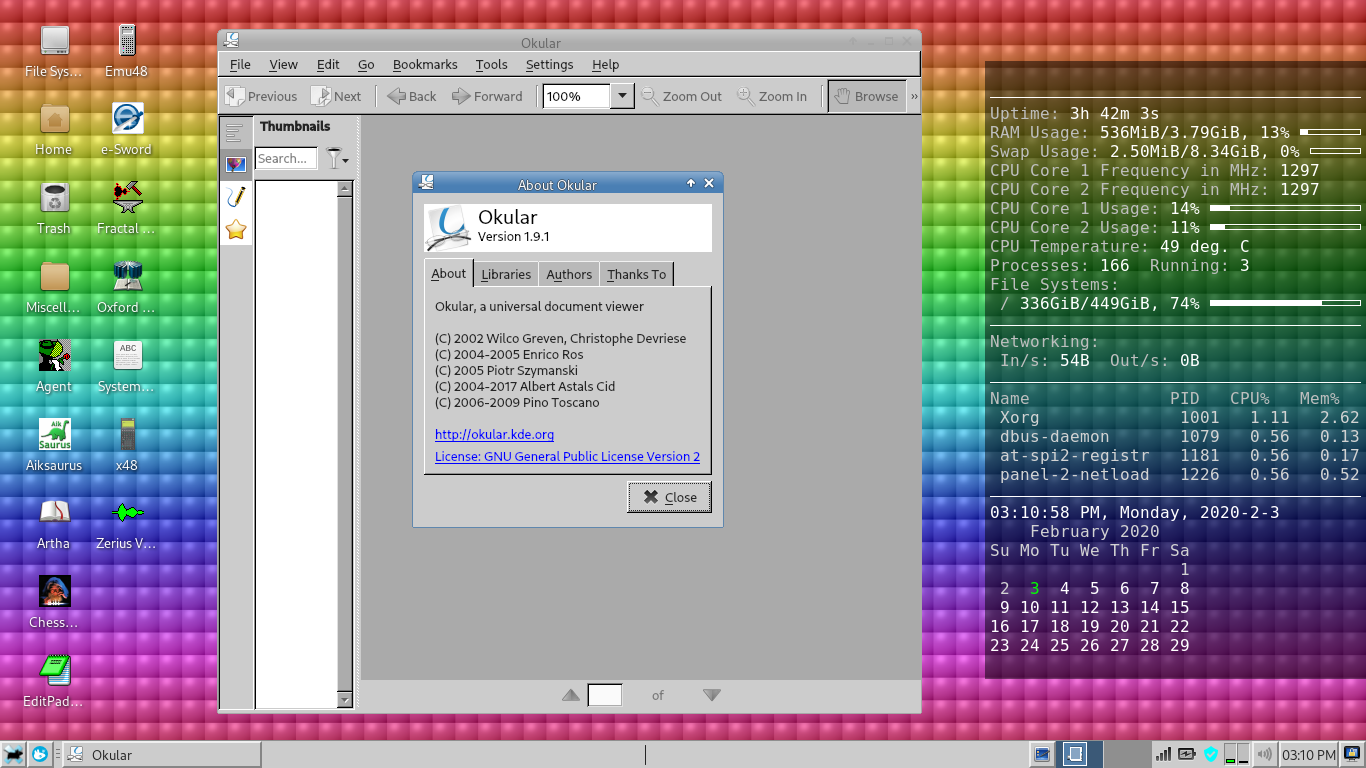 File Sys...
Emu48
Home
e-Sword
Trash
Fractal ...
Miscell...
Oxford ...
Agent
ABC
System...
Aik
Saurus
Aiksaurus
x48
Artha
Zerius V...
Chess...
EditPad...
Okular
File View Edit Go Bookmarks Tools Settings Help
Previous Next Back Forward 100% Zoom Out Zoom In Browse »
Thumbnails
Search...
About Okular
Okular
Version 1.9.1
About Libraries Authors Thanks To
Okular, a universal document viewer
(C) 2002 Wilco Greven, Christophe Devriese
(C) 2004-2005 Enrico Ros
(C) 2005 Piotr Szymanski
(C) 2004-2017 Albert Astals Cid
(C) 2006-2009 Pino Toscano
http://okular.kde.org
License: GNU General Public License Version 2
Close
of
Uptime: 3h 42m 3s
RAM Usage: 536MiB/3.79GiB, 13%
Swap Usage: 2.50MiB/8.34GiB, 0%
CPU Core 1 Frequency in MHz: 1297
CPU Core 2 Frequency in MHz: 1297
CPU Core 1 Usage: 14%
CPU Core 2 Usage: 11%
CPU Temperature: 49 deg. C
Processes: 166 Running: 3
File Systems:
/ 336GiB/449GiB, 74%
Networking:
In/s: 54B Out/s: 0B
Name PID CPU% Mem%
Xorg 1001 1.11 2.62
dbus-daemon 1079 0.56 0.13
at-spi2-registr 1181 0.56 0.17
panel-2-netload 1226 0.56 0.52
03:10:58 PM, Monday, 2020-2-3
February 2020
Su Mo Tu We Th Fr Sa
1
2 3 4 5 6 7 8
9 10 11 12 13 14 15
16 17 18 19 20 21 22
23 24 25 26 27 28 29
Okular
03:10 PM